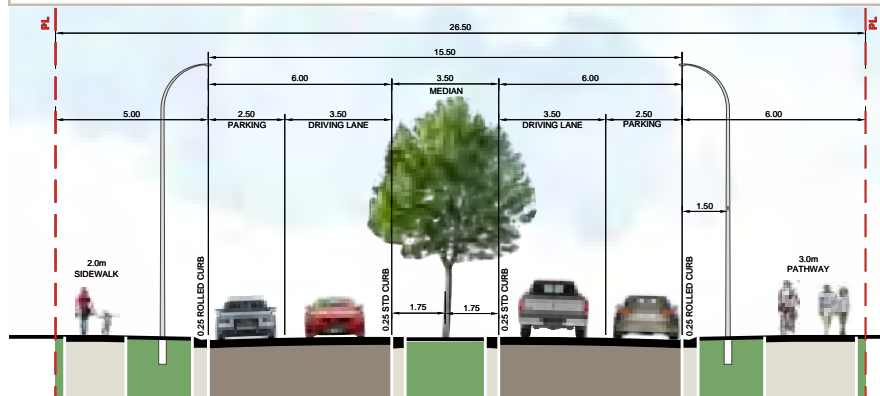 PL
PL
26.50
15.50
6.00
3.50
MEDIAN
6.00
5.00
2.50
PARKING
3.50
DRIVING LANE
3.50
DRIVING LANE
2.50
PARKING
6.00
1.50
2.0m
SIDEWALK
3.0m
PATHWAY
0.25 ROLLED CURB
0.25 STD CURB
1.75
1.75
0.25 STD CURB
0.25 ROLLED CURB